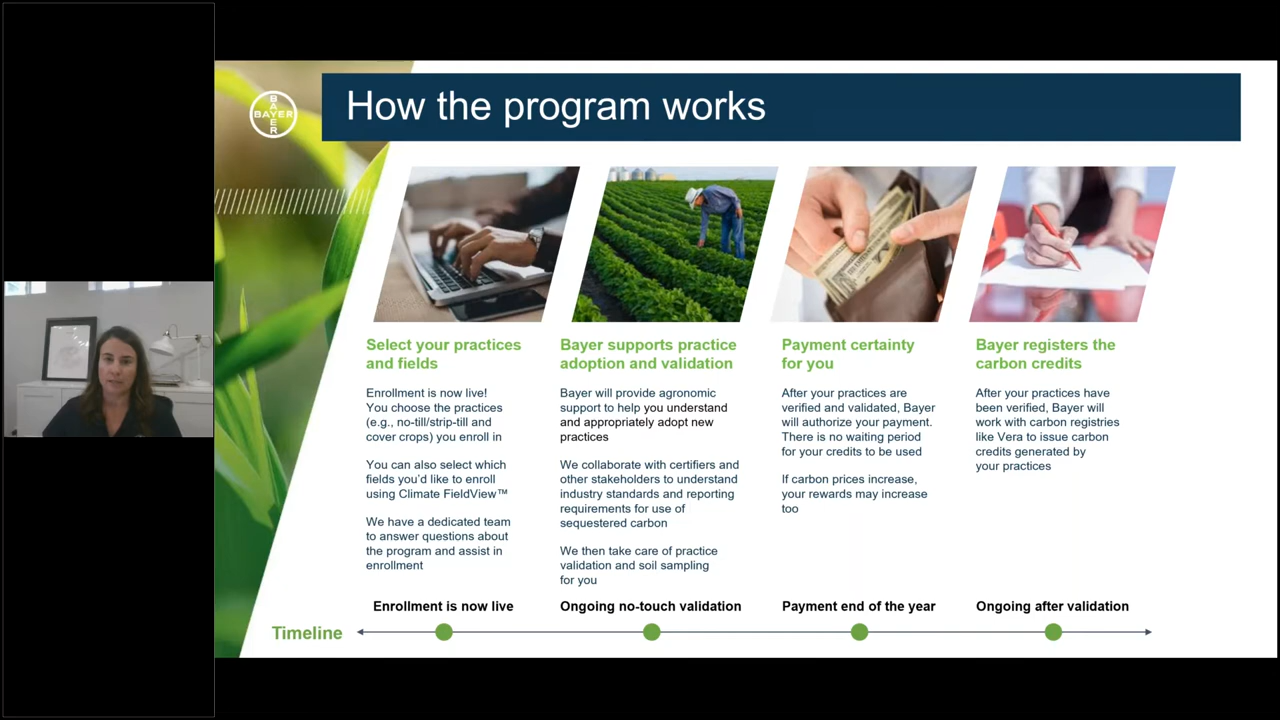 BAYER
BAYER
How the program works
Select your practices
and fields
Enrollment is now live!
You choose the practices
(e.g., no-till/strip-till and
cover crops) you enroll in
You can also select which
fields you’d like to enroll
using Climate FieldView™
We have a dedicated team
to answer questions about
the program and assist in
enrollment
Bayer supports practice
adoption and validation
Bayer will provide agronomic
support to help you understand
and appropriately adopt new
practices
We collaborate with certifiers and
other stakeholders to understand
industry standards and reporting
requirements for use of
sequestered carbon
We then take care of practice
validation and soil sampling
for you
Payment certainty
for you
After your practices are
verified and validated, Bayer
will authorize your payment.
There is no waiting period
for your credits to be used
If carbon prices increase,
your rewards may increase
too
Bayer registers the
carbon credits
After your practices have
been verified, Bayer will
work with carbon registries
like Vera to issue carbon
credits generated by
your practices
Enrollment is now live
Ongoing no-touch validation
Payment end of the year
Ongoing after validation
Timeline